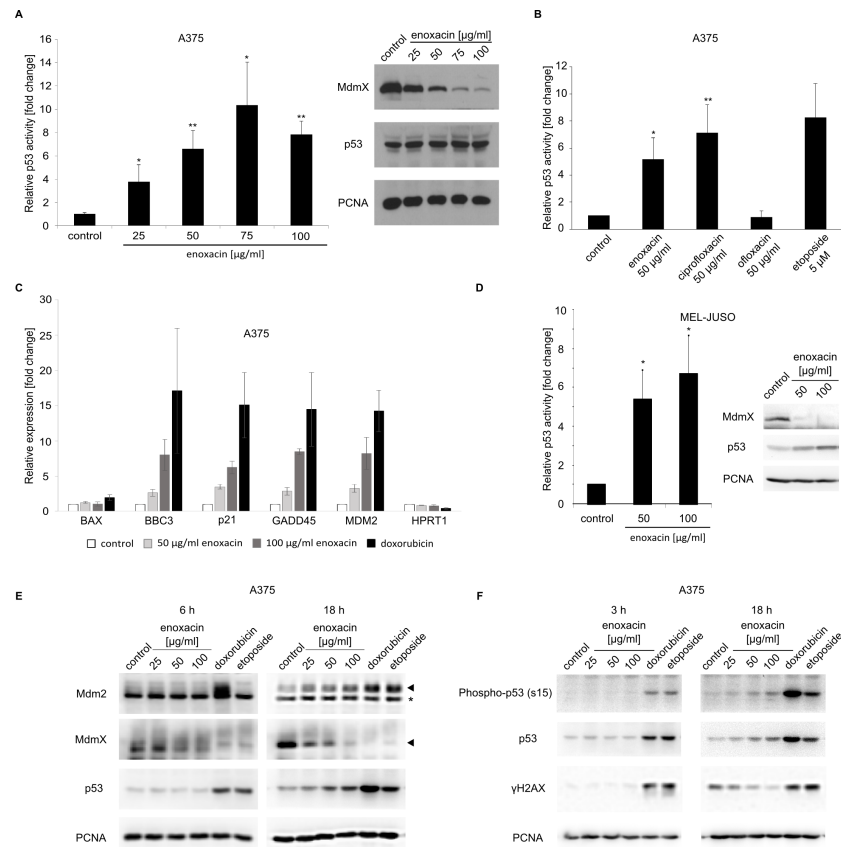 A
A375
Relative p53 activity [fold change]
16
14
12
10
8
6
4
2
0
*
**
*
**
control
25
50
75
100
enoxacin [µg/ml]
enoxacin [µg/ml]
control
25
50
75
100
MdmX
p53
PCNA
B
A375
Relative p53 activity [fold change]
14
12
10
8
6
4
2
0
*
**
control
enoxacin
50 µg/ml
ciprofloxacin
50 µg/ml
ofloxacin
50 µg/ml
etoposide
5 µM
C
A375
Relative expression [fold change]
30
25
20
15
10
5
0
BAX
BBC3
p21
GADD45
MDM2
HPRT1
control
50 µg/ml enoxacin
100 µg/ml enoxacin
doxorubicin
D
MEL-JUSO
Relative p53 activity [fold change]
10
8
6
4
2
0
*
*
control
50
100
enoxacin [µg/ml]
enoxacin
[µg/ml]
control
50
100
MdmX
p53
PCNA
E
A375
6 h
18 h
enoxacin
[µg/ml]
control
25
50
100
doxorubicin
etoposide
enoxacin
[µg/ml]
control
25
50
100
doxorubicin
etoposide
Mdm2
*
MdmX
p53
PCNA
F
A375
3 h
18 h
enoxacin
[µg/ml]
control
25
50
100
doxorubicin
etoposide
enoxacin
[µg/ml]
control
25
50
100
doxorubicin
etoposide
Phospho-p53 (s15)
p53
γH2AX
PCNA